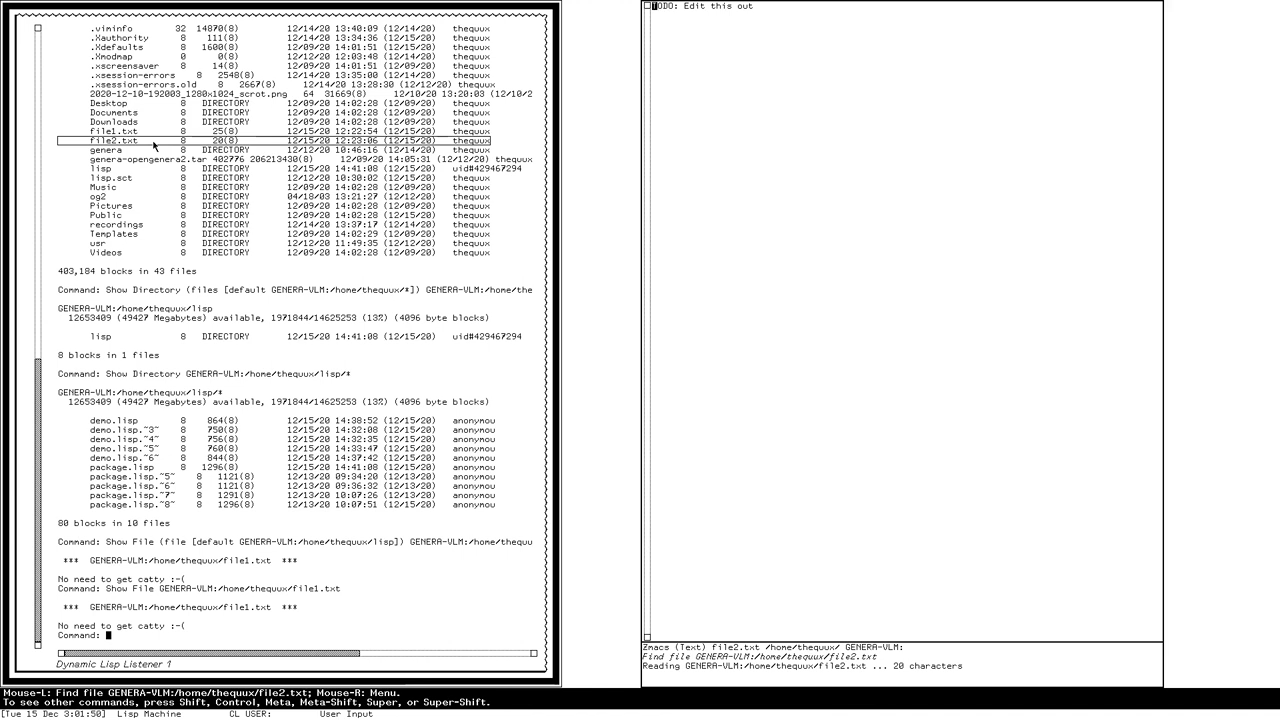 .viminfo 32 14870(8) 12/14/20 13:40:09 (12/14/20) thequux
.Xauthority 8 111(8) 12/14/20 13:34:36 (12/15/20) thequux
.Xdefaults 8 1600(8) 12/09/20 14:01:51 (12/15/20) thequux
.Xmodmap 0 0(8) 12/12/20 12:03:48 (12/14/20) thequux
.xscreensaver 8 14(8) 12/09/20 14:01:51 (12/14/20) thequux
.xsession-errors 8 2548(8) 12/14/20 13:35:00 (12/14/20) thequux
.xsession-errors.old 8 2667(8) 12/14/20 13:28:30 (12/12/20) thequux
2020-12-10-192003_1280x1024_scrot.png 64 31669(8) 12/10/20 13:20:03 (12/10/2
Desktop 8 DIRECTORY 12/09/20 14:02:28 (12/09/20) thequux
Documents 8 DIRECTORY 12/09/20 14:02:28 (12/09/20) thequux
Downloads 8 DIRECTORY 12/09/20 14:02:28 (12/09/20) thequux
file1.txt 8 25(8) 12/15/20 12:22:54 (12/15/20) thequux
file2.txt 8 20(8) 12/15/20 12:23:06 (12/15/20) thequux
genera 8 DIRECTORY 12/12/20 10:46:16 (12/14/20) thequux
genera-opengenera2.tar 402776 206213430(8) 12/09/20 14:05:31 (12/12/20) thequux
lisp 8 DIRECTORY 12/15/20 14:41:08 (12/15/20) uid#429467294
lisp.sct 8 DIRECTORY 12/12/20 10:30:02 (12/15/20) thequux
Music 8 DIRECTORY 12/09/20 14:02:28 (12/09/20) thequux
og2 8 DIRECTORY 04/18/03 13:21:27 (12/12/20) thequux
Pictures 8 DIRECTORY 12/09/20 14:02:28 (12/09/20) thequux
Public 8 DIRECTORY 12/09/20 14:02:28 (12/15/20) thequux
recordings 8 DIRECTORY 12/14/20 13:37:17 (12/14/20) thequux
Templates 8 DIRECTORY 12/09/20 14:02:29 (12/09/20) thequux
usr 8 DIRECTORY 12/12/20 11:49:35 (12/12/20) thequux
Videos 8 DIRECTORY 12/09/20 14:02:28 (12/09/20) thequux
403,184 blocks in 43 files
Command: Show Directory (files [default GENERA-VLM:/home/thequux/*]) GENERA-VLM:/home/the
GENERA-VLM:/home/thequux/lisp
12653409 (49427 Megabytes) available, 1971844/14625253 (13%) (4096 byte blocks)
lisp 8 DIRECTORY 12/15/20 14:41:08 (12/15/20) uid#429467294
8 blocks in 1 files
Command: Show Directory GENERA-VLM:/home/thequux/lisp/*
GENERA-VLM:/home/thequux/lisp/*
12653409 (49427 Megabytes) available, 1971844/14625253 (13%) (4096 byte blocks)
demo.lisp 8 864(8) 12/15/20 14:38:52 (12/15/20) anonymou
demo.lisp.~3~ 8 750(8) 12/15/20 14:32:08 (12/15/20) anonymou
demo.lisp.~4~ 8 756(8) 12/15/20 14:32:35 (12/15/20) anonymou
demo.lisp.~5~ 8 760(8) 12/15/20 14:33:47 (12/15/20) anonymou
demo.lisp.~6~ 8 844(8) 12/15/20 14:37:42 (12/15/20) anonymou
package.lisp 8 1296(8) 12/15/20 14:41:08 (12/15/20) anonymou
package.lisp.~5~ 8 1121(8) 12/13/20 09:34:20 (12/15/20) anonymou
package.lisp.~6~ 8 1121(8) 12/13/20 09:36:32 (12/15/20) anonymou
package.lisp.~7~ 8 1291(8) 12/13/20 10:07:26 (12/15/20) anonymou
package.lisp.~8~ 8 1296(8) 12/13/20 10:07:51 (12/15/20) anonymou
80 blocks in 10 files
Command: Show File (file [default GENERA-VLM:/home/thequux/lisp]) GENERA-VLM:/home/thequu
*** GENERA-VLM:/home/thequux/file1.txt ***
No need to get catty :-(
Command: Show File GENERA-VLM:/home/thequux/file1.txt
*** GENERA-VLM:/home/thequux/file1.txt ***
No need to get catty :-(
Command:
Dynamic Lisp Listener 1
TODO: Edit this out
Zmacs (Text) file2.txt /home/thequux/ GENERA-VLM:
Find file GENERA-VLM:/home/thequux/file2.txt
Reading GENERA-VLM:/home/thequux/file2.txt ... 20 characters
Mouse-L: Find file GENERA-VLM:/home/thequux/file2.txt; Mouse-R: Menu.
To see other commands, press Shift, Control, Meta, Meta-Shift, Super, or Super-Shift.
[Tue 15 Dec 3:01:50] Lisp Machine CL USER: User Input